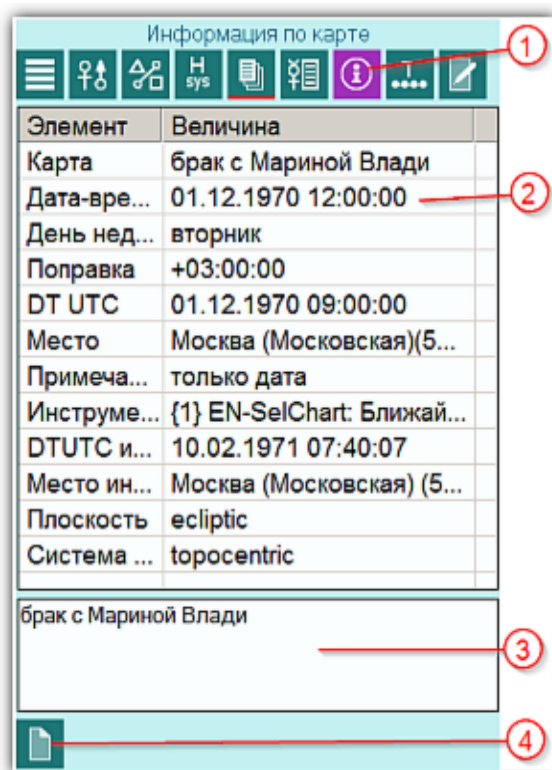 Информация по карте
1
H
sys
Элемент Величина
Карта брак с Мариной Влади
Дата-вре... 01.12.1970 12:00:00
2
День нед... вторник
Поправка +03:00:00
DT UTC 01.12.1970 09:00:00
Место Москва (Московская)(5...
Примеча... только дата
Инструме... {1} EN-SelChart: Ближай...
DTUTC и... 10.02.1971 07:40:07
Место ин... Москва (Московская) (5...
Плоскость ecliptic
Система ... topocentric
брак с Мариной Влади
3
4